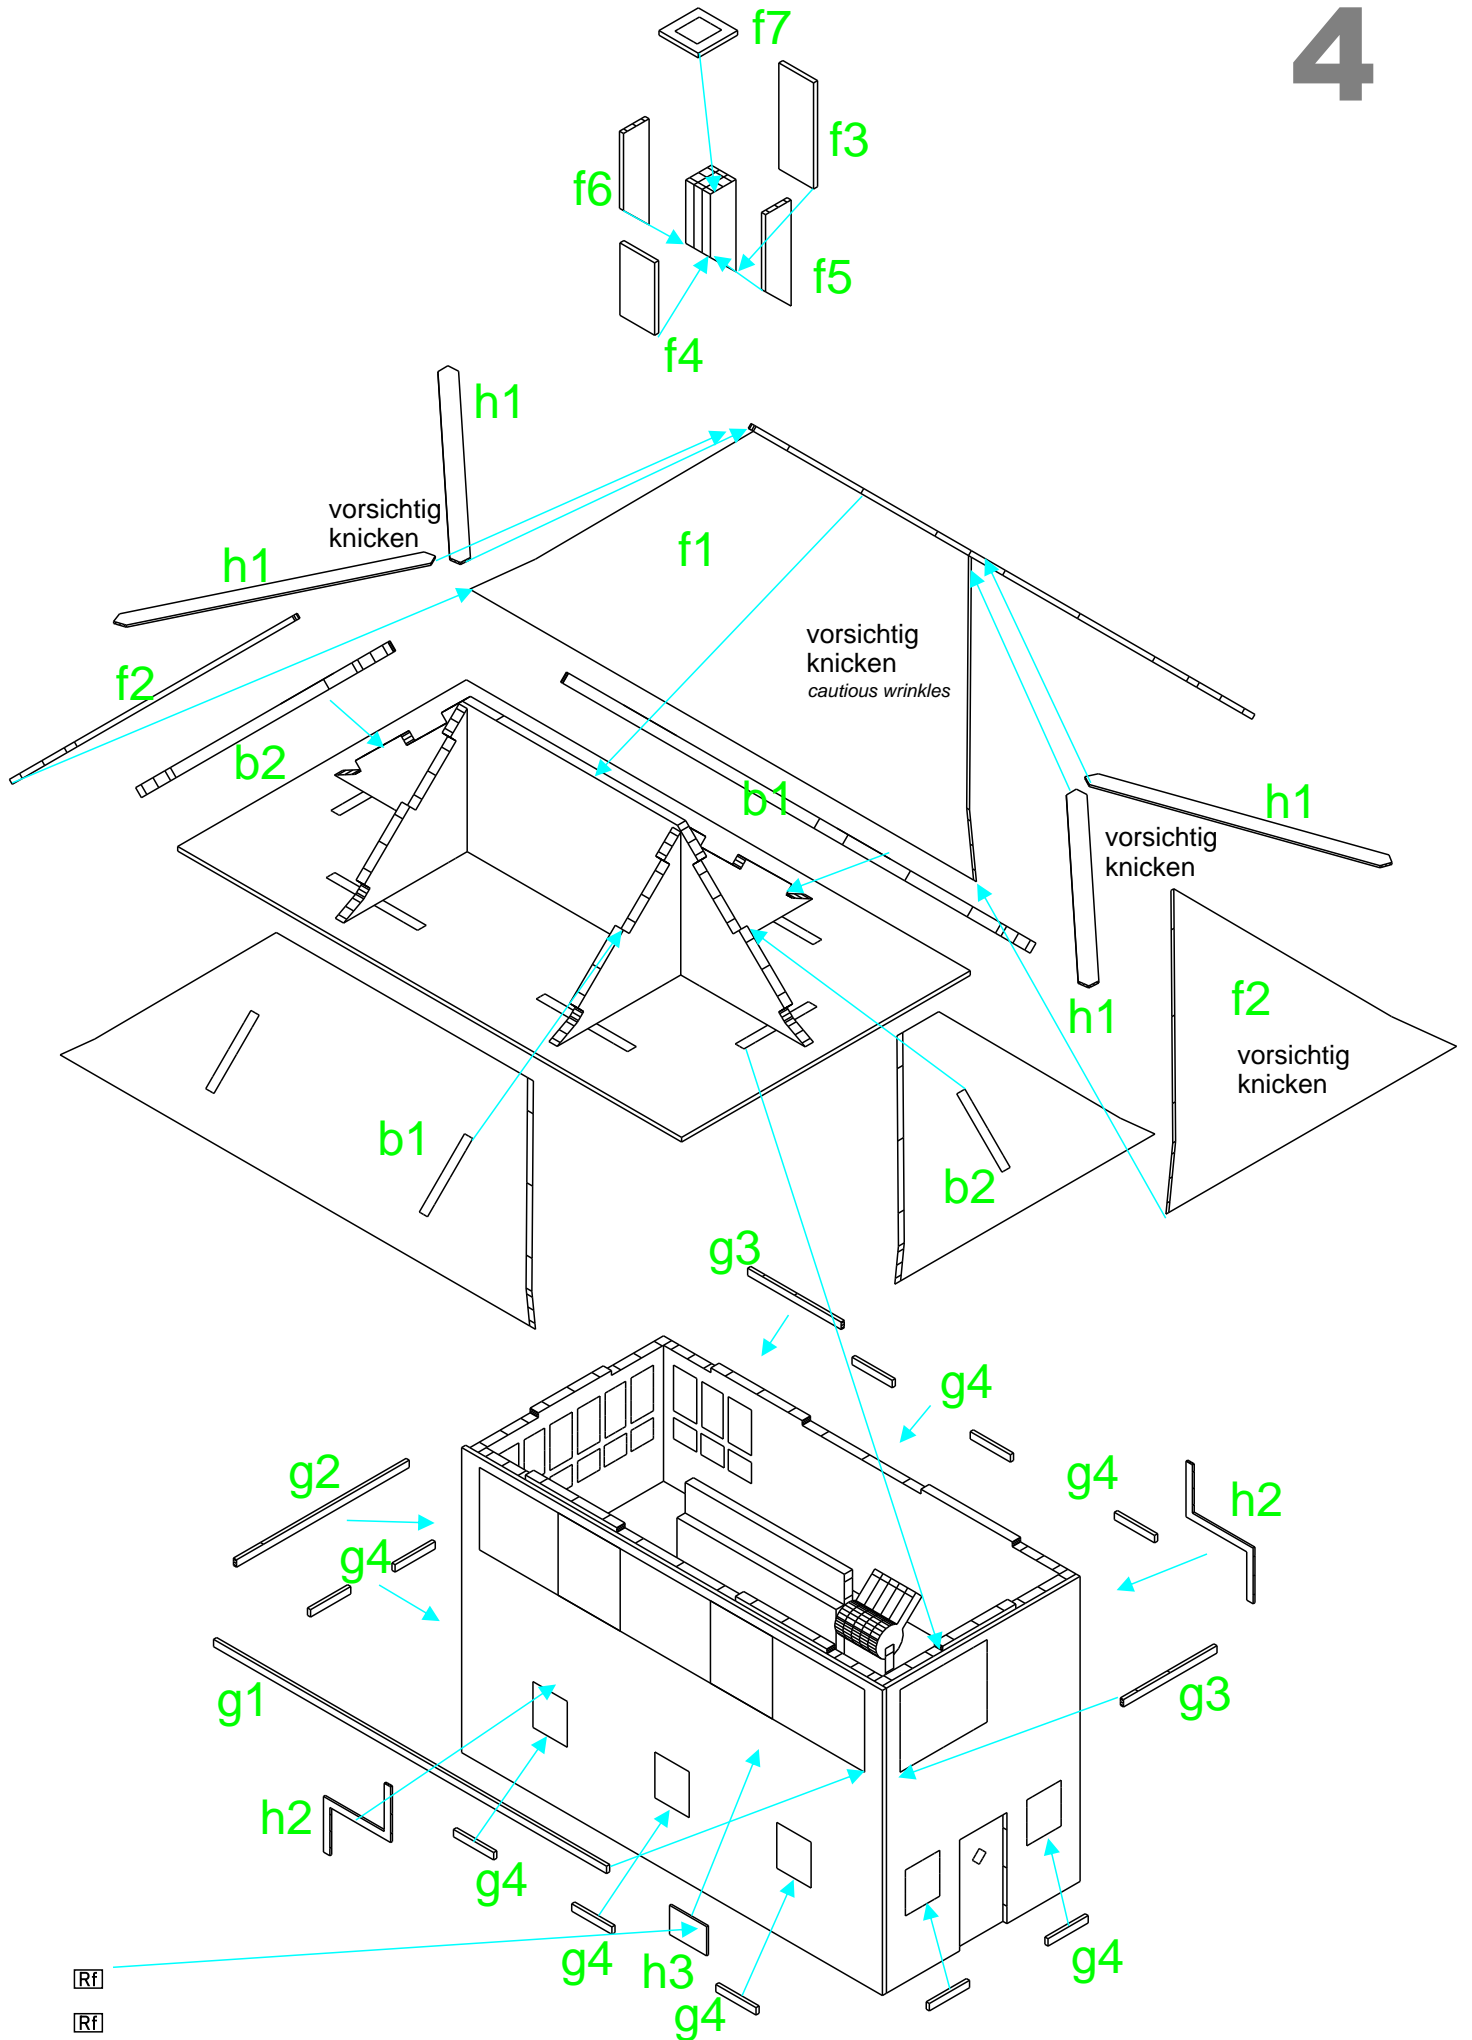 4
f7
f3
f6
f5
f4
h1
vorsichtig
knicken
h1
f1
vorsichtig
knicken
cautious wrinkles
f2
b2
b1
h1
vorsichtig
knicken
h1
f2
vorsichtig
knicken
b1
b2
g3
g4
g2
g4
h2
g4
g1
g3
h2
g4
g4
h3
g4
g4
Rf
Rf